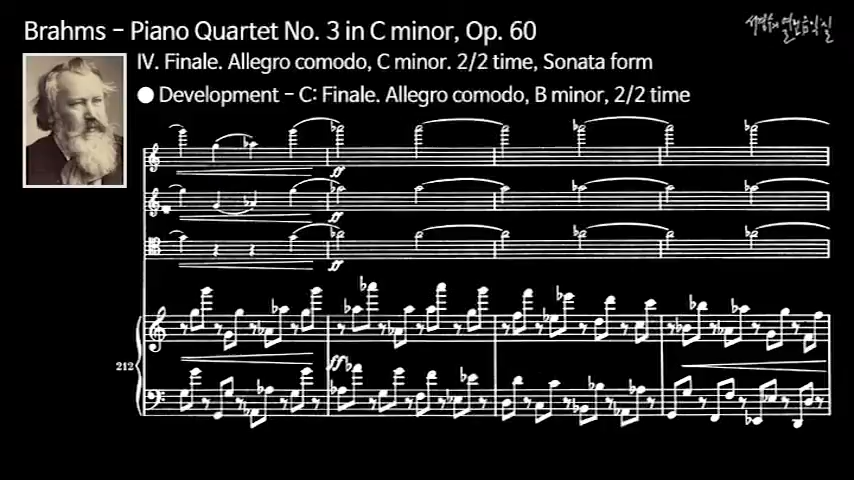 Brahms - Piano Quartet No. 3 in C minor, Op. 60
IV. Finale. Allegro comodo, C minor. 2/2 time, Sonata form
● Development - C: Finale. Allegro comodo, B minor, 2/2 time
ff
ff
ff
212
ff